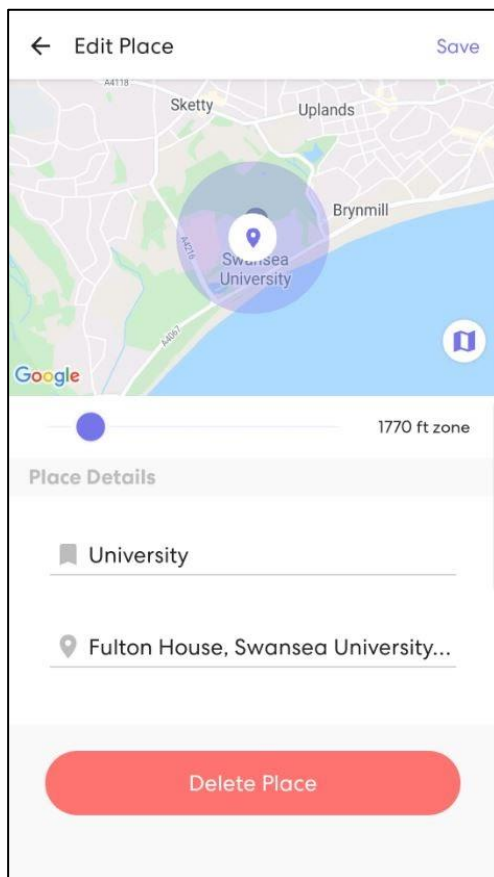 Edit Place
Save
A4118
Sketty
Uplands
Brynmill
A4216
Swansea
University
A4067
Google
1770 ft zone
Place Details
University
Fulton House, Swansea University...
Delete Place